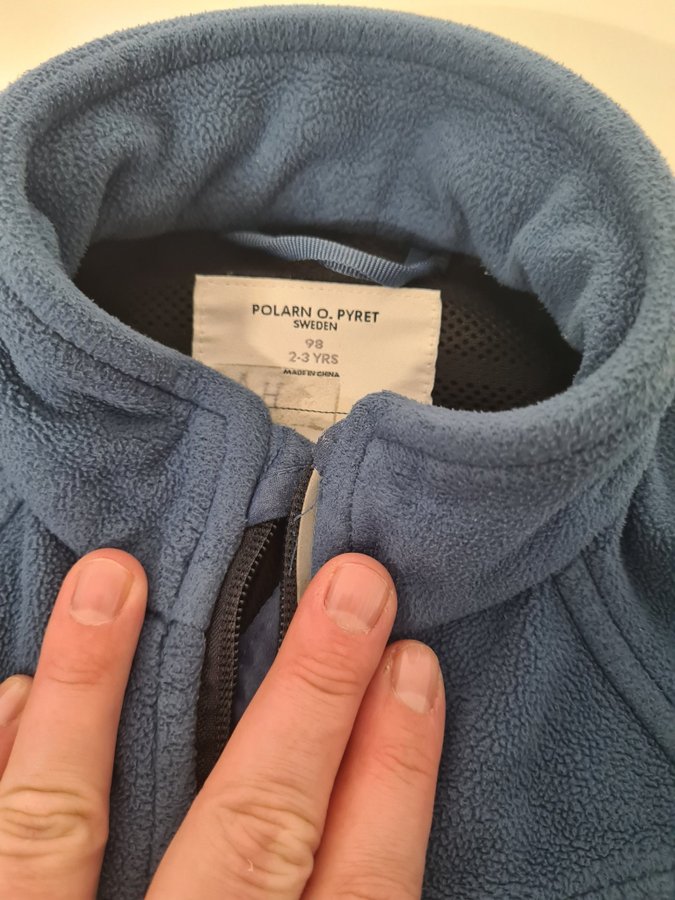 POLARN O. PYRET
SWEDEN
98
2-3 YRS
MADE IN CHINA